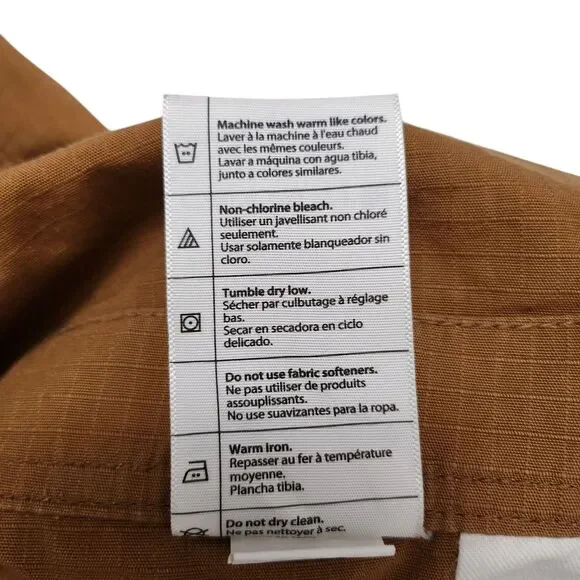 Machine wash warm like colors.
Laver à la machine à l'eau chaud
avec les mêmes couleurs.
Lavar a máquina con agua tibia,
junto a colores similares.
Non-chlorine bleach.
Utiliser un javellisant non chloré
seulement.
Usar solamente blanqueador sin
cloro.
Tumble dry low.
Sécher par culbutage à réglage
bas.
Secar en secadora en ciclo
delicado.
Do not use fabric softeners.
Ne pas utiliser de produits
assouplissants.
No use suavizantes para la ropa.
Warm iron.
Repasser au fer à température
moyenne.
Plancha tibia.
Do not dry clean.
Pas nettoyer à sec.